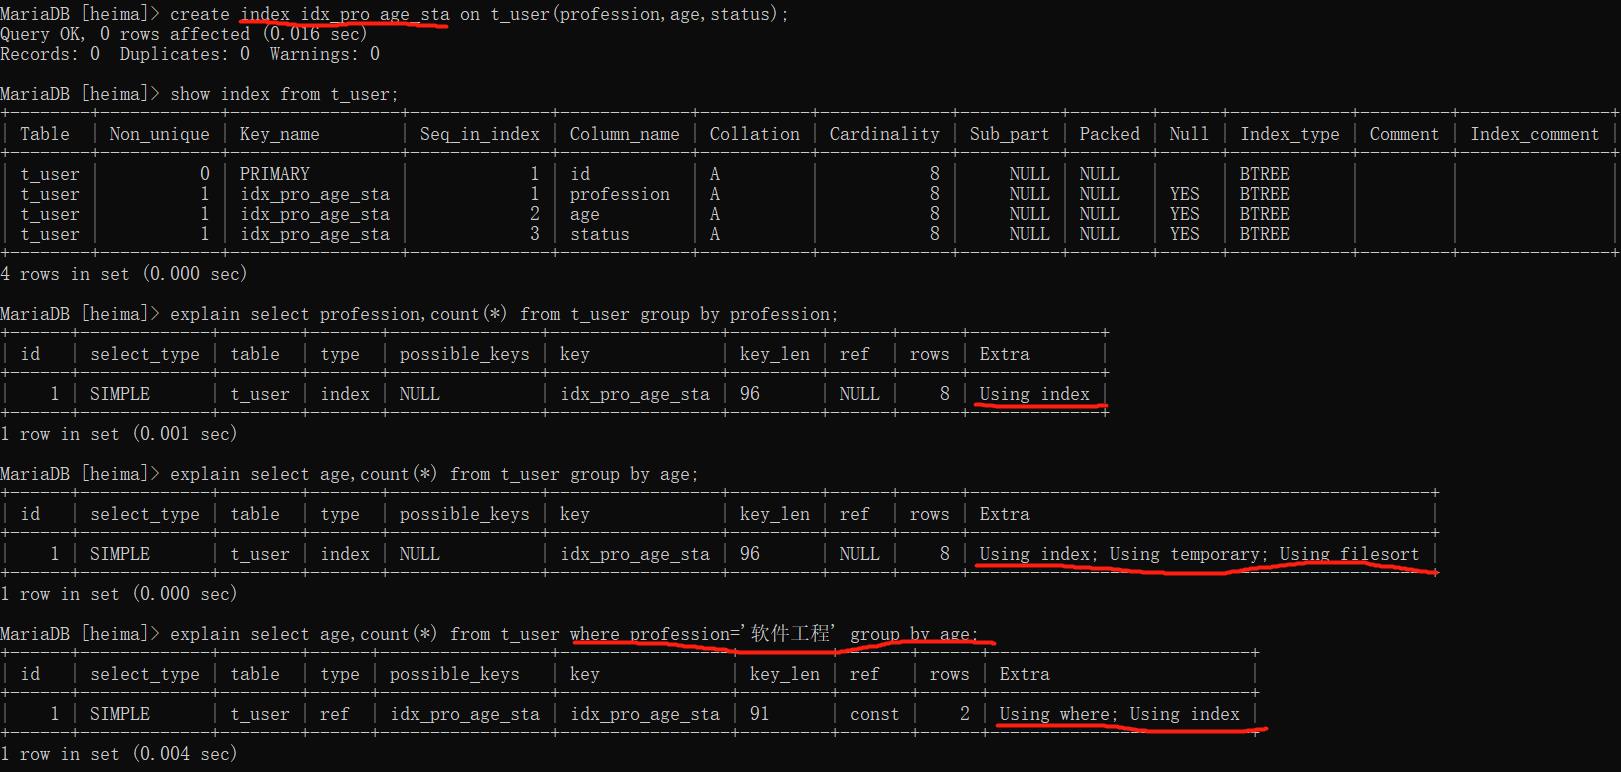 MariaDB [heima]> create index idx_pro_age_sta on t_user(profession,age,status);
Query OK, 0 rows affected (0.016 sec)
Records: 0  Duplicates: 0  Warnings: 0
MariaDB [heima]> show index from t_user;
| Table | Non_unique | Key_name | Seq_in_index | Column_name | Collation | Cardinality | Sub_part | Packed | Null | Index_type | Comment | Index_comment |
| t_user | 0 | PRIMARY | 1 | id | A | 8 | NULL | NULL | | BTREE | | |
| t_user | 1 | idx_pro_age_sta | 1 | profession | A | 8 | NULL | NULL | YES | BTREE | | |
| t_user | 1 | idx_pro_age_sta | 2 | age | A | 8 | NULL | NULL | YES | BTREE | | |
| t_user | 1 | idx_pro_age_sta | 3 | status | A | 8 | NULL | NULL | YES | BTREE | | |
4 rows in set (0.000 sec)
MariaDB [heima]> explain select profession,count(*) from t_user group by profession;
| id | select_type | table | type | possible_keys | key | key_len | ref | rows | Extra |
| 1 | SIMPLE | t_user | index | NULL | idx_pro_age_sta | 96 | NULL | 8 | Using index |
1 row in set (0.001 sec)
MariaDB [heima]> explain select age,count(*) from t_user group by age;
| id | select_type | table | type | possible_keys | key | key_len | ref | rows | Extra |
| 1 | SIMPLE | t_user | index | NULL | idx_pro_age_sta | 96 | NULL | 8 | Using index; Using temporary; Using filesort |
1 row in set (0.000 sec)
MariaDB [heima]> explain select age,count(*) from t_user where profession='软件工程' group by age;
| id | select_type | table | type | possible_keys | key | key_len | ref | rows | Extra |
| 1 | SIMPLE | t_user | ref | idx_pro_age_sta | idx_pro_age_sta | 91 | const | 2 | Using where; Using index |
1 row in set (0.004 sec)